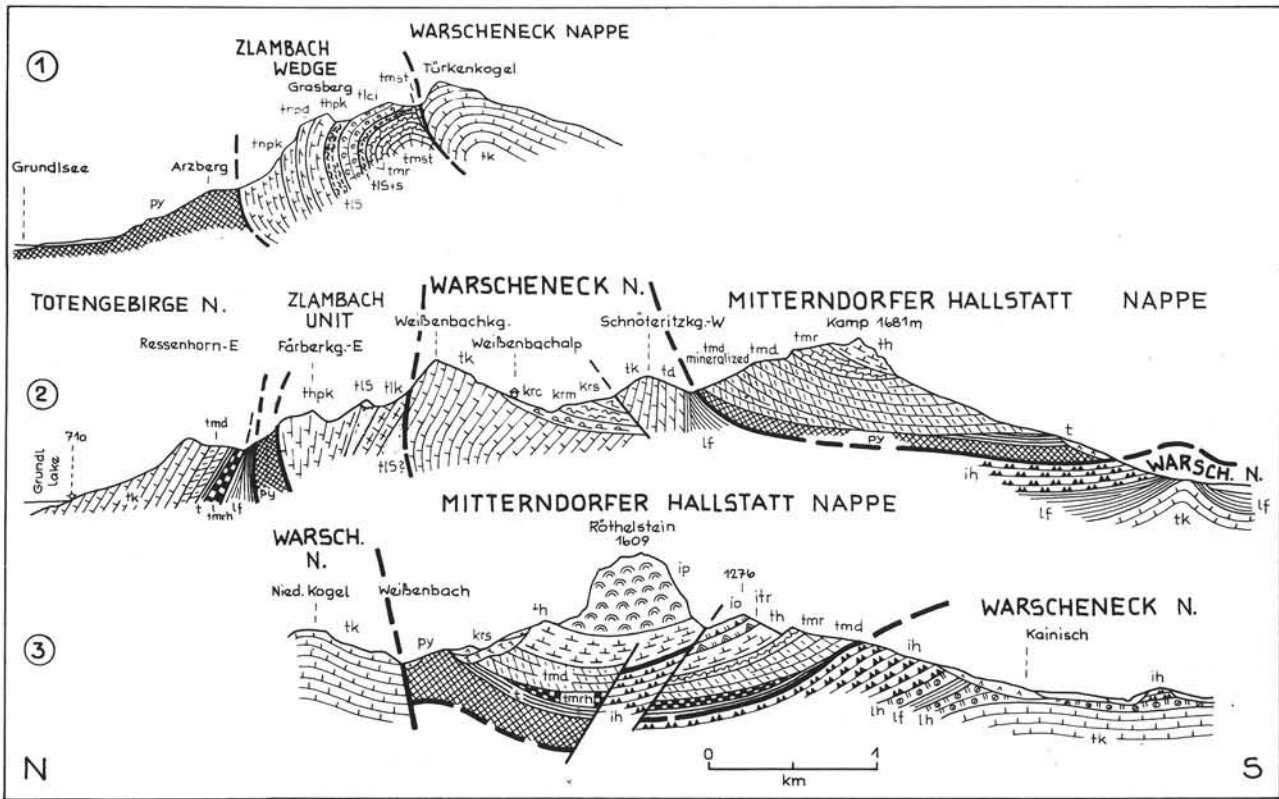 1
ZLAMBACH
WEDGE
WARSCHENECK NAPPE
Grasberg
tmst
Türkenkogel
tnpk
tnpd
thpk
tlci
Grundlsee
Arzberg
py
tk
tmst
tmr
tlS+s
tlS
TOTENGEBIRGE N.
ZLAMBACH
UNIT
WARSCHENECK N.
MITTERNDORFER HALLSTATT NAPPE
Kamp 1681m
Ressenhorn-E
Färberkg.-E
Weißenbachkg.
Weißenbachalp
Schnöteritzkg.-W
2
tmd
thpk
tlS
tlk
tk
krc
krm
krs
tk
td
tmd
mineralized
tmd
tmr
th
Grundl
Lake
710
tk
t
tmrh
lf
py
tlS?
lf
py
t
ih
WARSCH. N.
lf
tk
lf
MITTERNDORFER HALLSTATT NAPPE
Röthelstein
1609
WARSCH.
N.
WARSCHENECK N.
3
Nied. Kogel
Weißenbach
tk
py
krs
th
ip
io
1276
itr
th
tmr
tmd
ih
Kainisch
ih
tmd
t
tmrh
ih
lh
lf
lh
tk
0
1
km
N
S